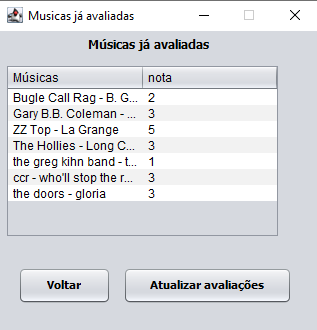 Musicas já avaliadas
Músicas já avaliadas
Músicas nota
Bugle Call Rag - B. G... 2
Gary B.B. Coleman - ... 3
ZZ Top - La Grange 5
The Hollies - Long C... 3
the greg kihn band - t... 1
ccr - who'll stop the r... 3
the doors - gloria 3
Voltar Atualizar avaliações